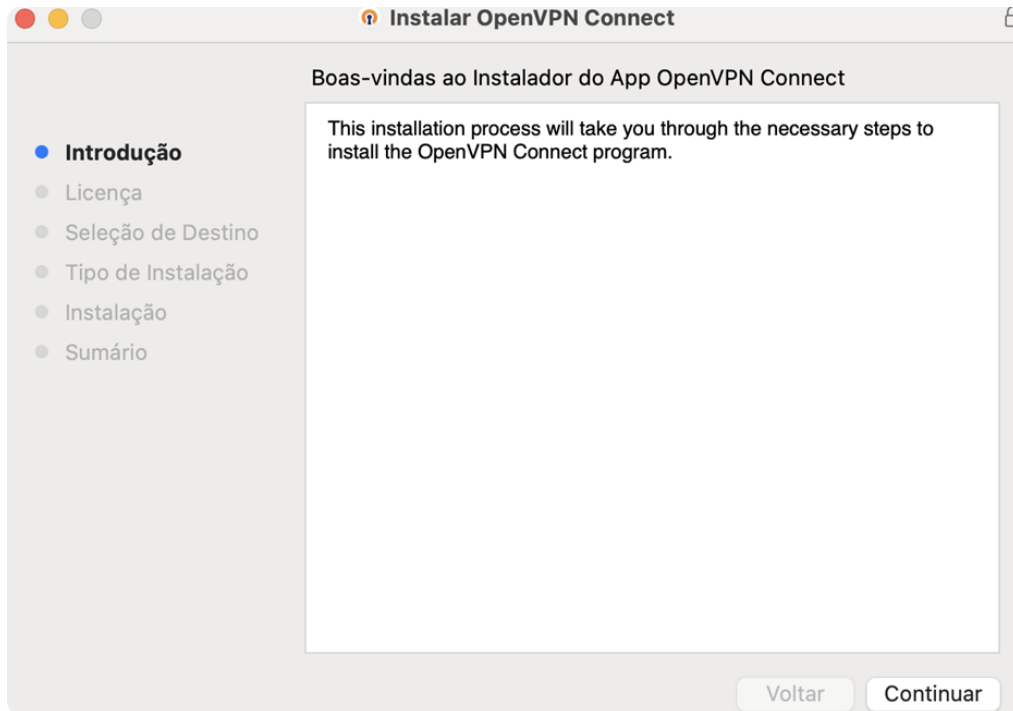 Instalar OpenVPN Connect
Boas-vindas ao Instalador do App OpenVPN Connect
Introdução
Licença
Seleção de Destino
Tipo de Instalação
Instalação
Sumário
This installation process will take you through the necessary steps to
install the OpenVPN Connect program.
Voltar
Continuar